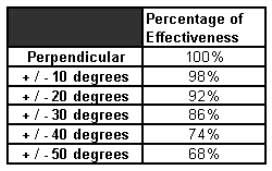 Percentage of
Effectiveness
Perpendicular 100%
+ / - 10 degrees 98%
+ / - 20 degrees 92%
+ / - 30 degrees 86%
+ / - 40 degrees 74%
+ / - 50 degrees 68%